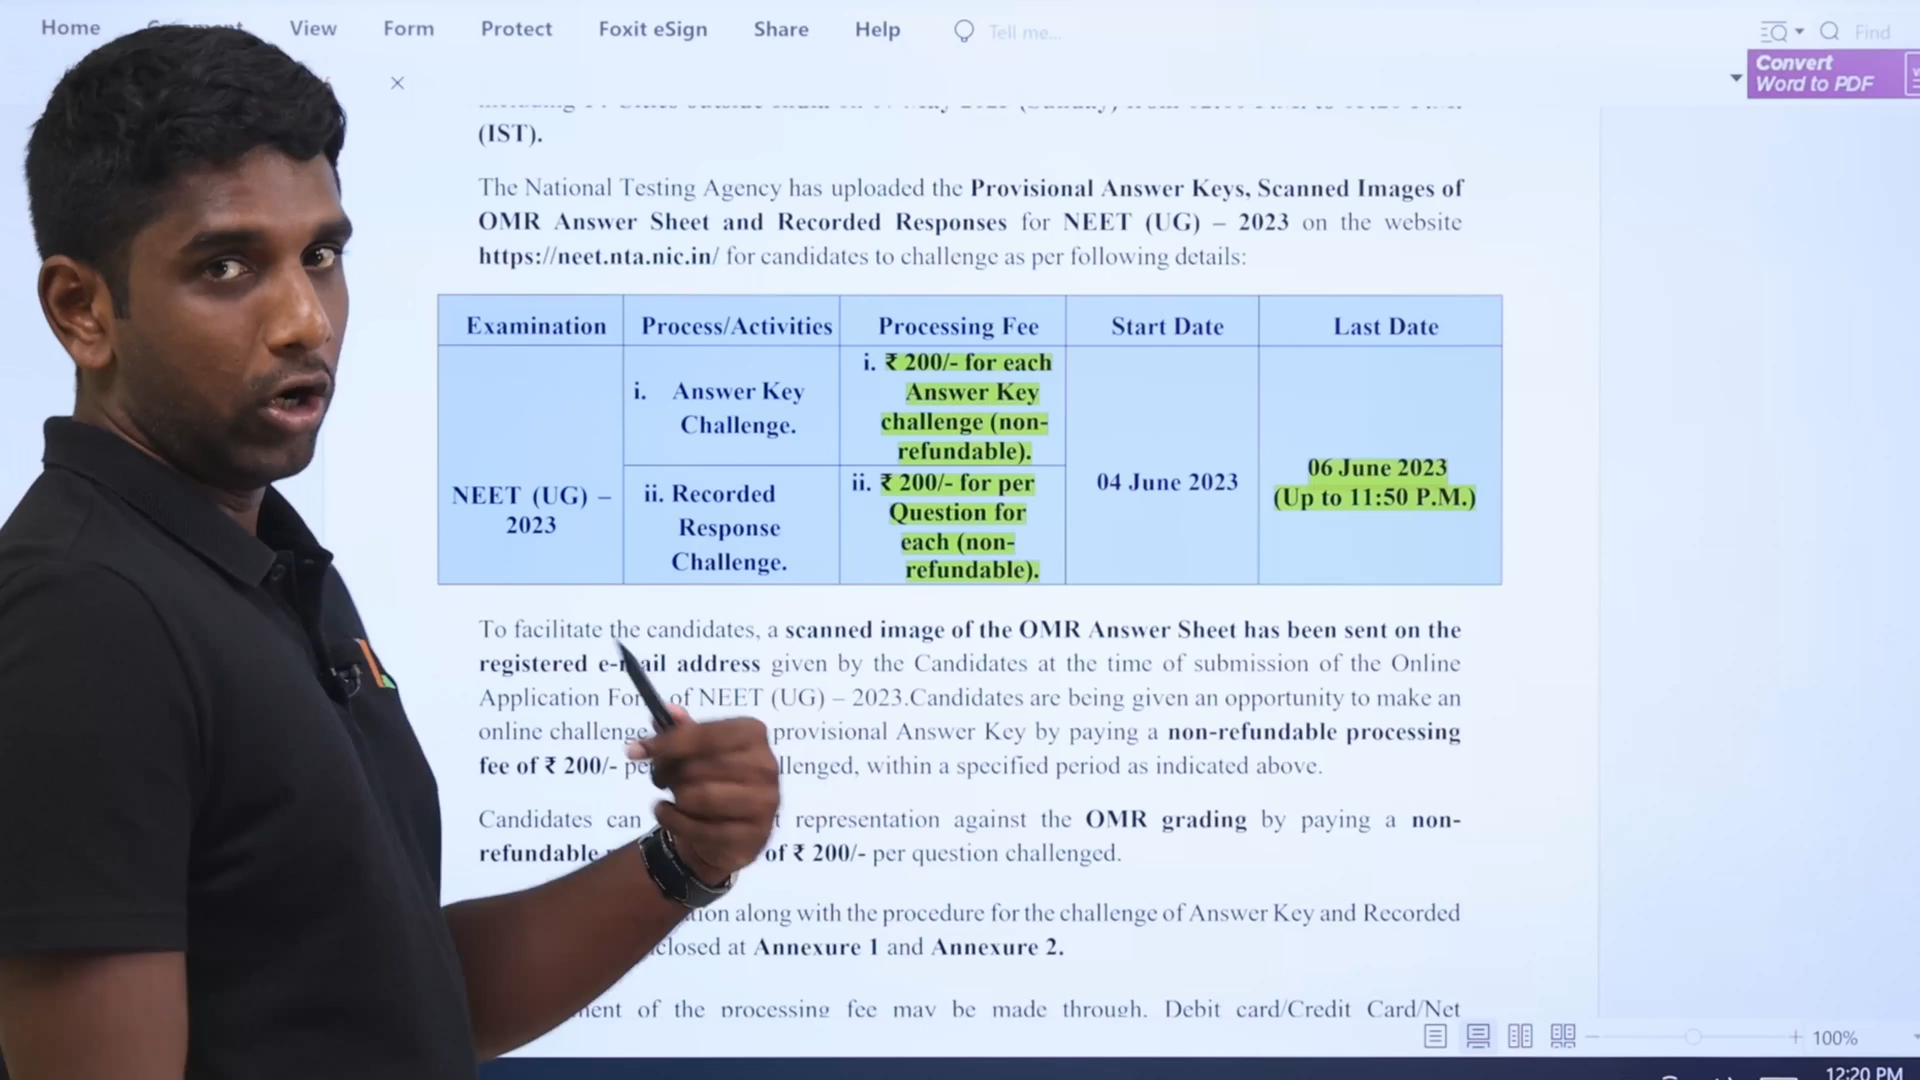 Home Comment View Form Protect Foxit eSign Share Help Tell me... Find
Convert
Word to PDF
(IST).
The National Testing Agency has uploaded the Provisional Answer Keys, Scanned Images of
OMR Answer Sheet and Recorded Responses for NEET (UG) – 2023 on the website
https://neet.nta.nic.in/ for candidates to challenge as per following details:
Examination Process/Activities Processing Fee Start Date Last Date
NEET (UG) –
2023
i. Answer Key
Challenge.
i. ₹ 200/- for each
Answer Key
challenge (non-
refundable).
ii. Recorded
Response
Challenge.
ii. ₹ 200/- for per
Question for
each (non-
refundable).
04 June 2023
06 June 2023
(Up to 11:50 P.M.)
To facilitate the candidates, a scanned image of the OMR Answer Sheet has been sent on the
registered e-mail address given by the Candidates at the time of submission of the Online
Application For of NEET (UG) – 2023.Candidates are being given an opportunity to make an
online challenge provisional Answer Key by paying a non-refundable processing
fee of ₹ 200/- pe llenged, within a specified period as indicated above.
Candidates can representation against the OMR grading by paying a non-
refundable of ₹ 200/- per question challenged.
tion along with the procedure for the challenge of Answer Key and Recorded
closed at Annexure 1 and Annexure 2.
ment of the processing fee may be made through, Debit card/Credit Card/Net
100%
12:20 PM